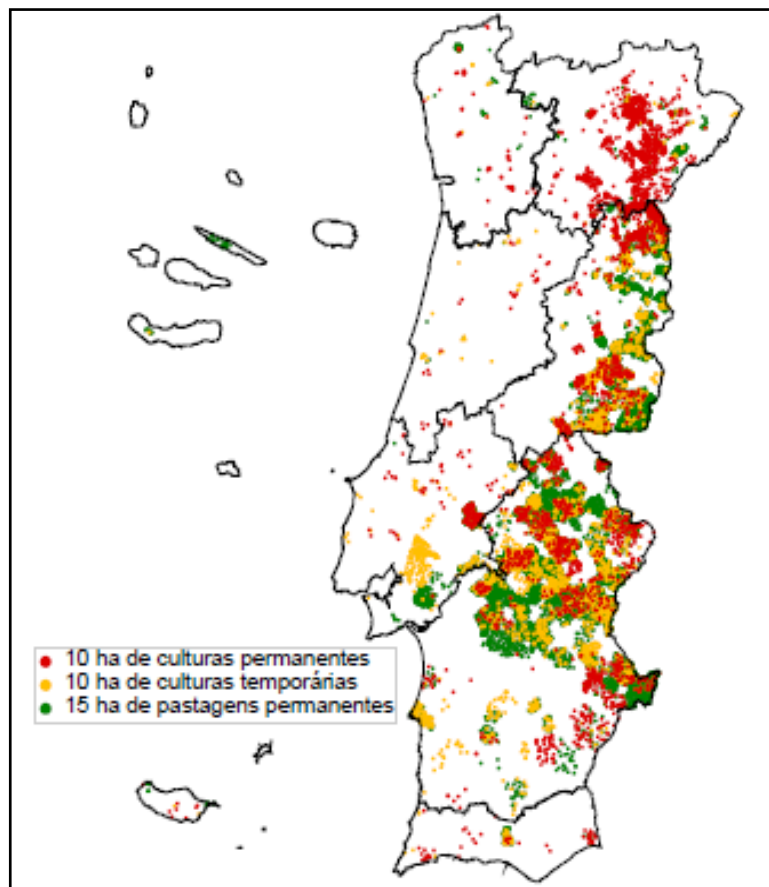 10 ha de culturas permanentes
10 ha de culturas temporárias
15 ha de pastagens permanentes